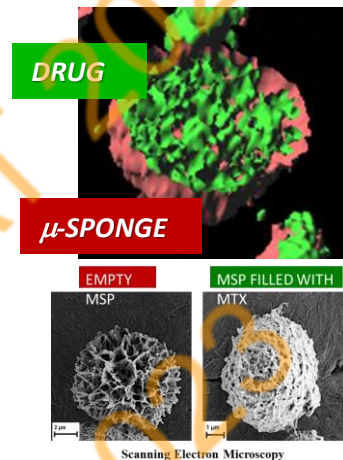 DRUG
μ-SPONGE
EMPTY
MSP
MSP FILLED WITH
MTX
2 μm
1 μm
Scanning Electron Microscopy